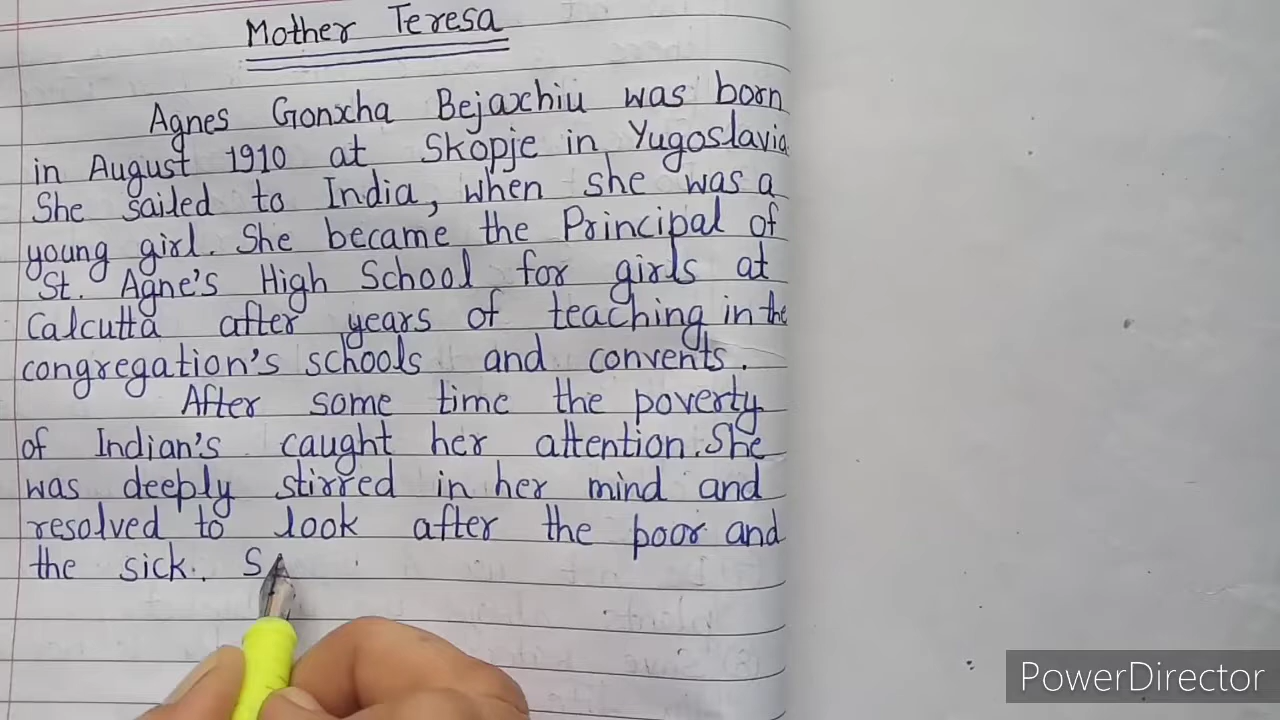 Mother Teresa
Agnes Gonxha Bejaxhiu was born
in August 1910 at Skopje in Yugoslavia
She sailed to India, when she was a
young girl. She became the Principal of
St. Agne's High School for girls at
Calcutta after years of teaching in the
congregation's schools and convents.
After some time the poverty
of Indian's caught her attention. She
was deeply stirred in her mind and
resolved to look after the poor and
the sick. S
PowerDirector